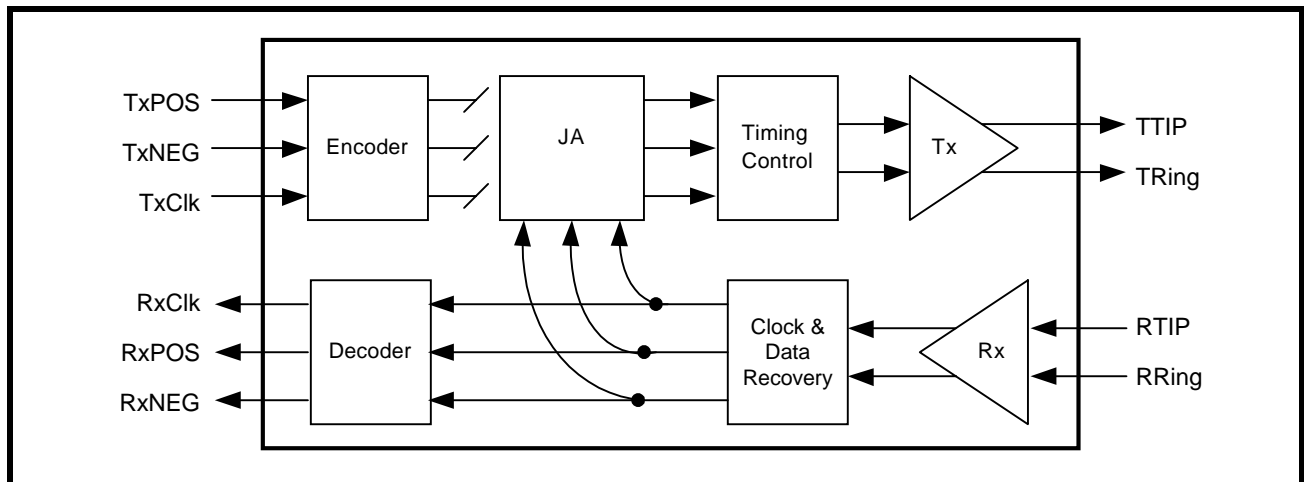 TxPOS
TxNEG
TxClk
Encoder
JA
Timing
Control
Tx
TTIP
TRing
RxClk
RxPOS
RxNEG
Decoder
Clock &
Data
Recovery
Rx
RTIP
RRing